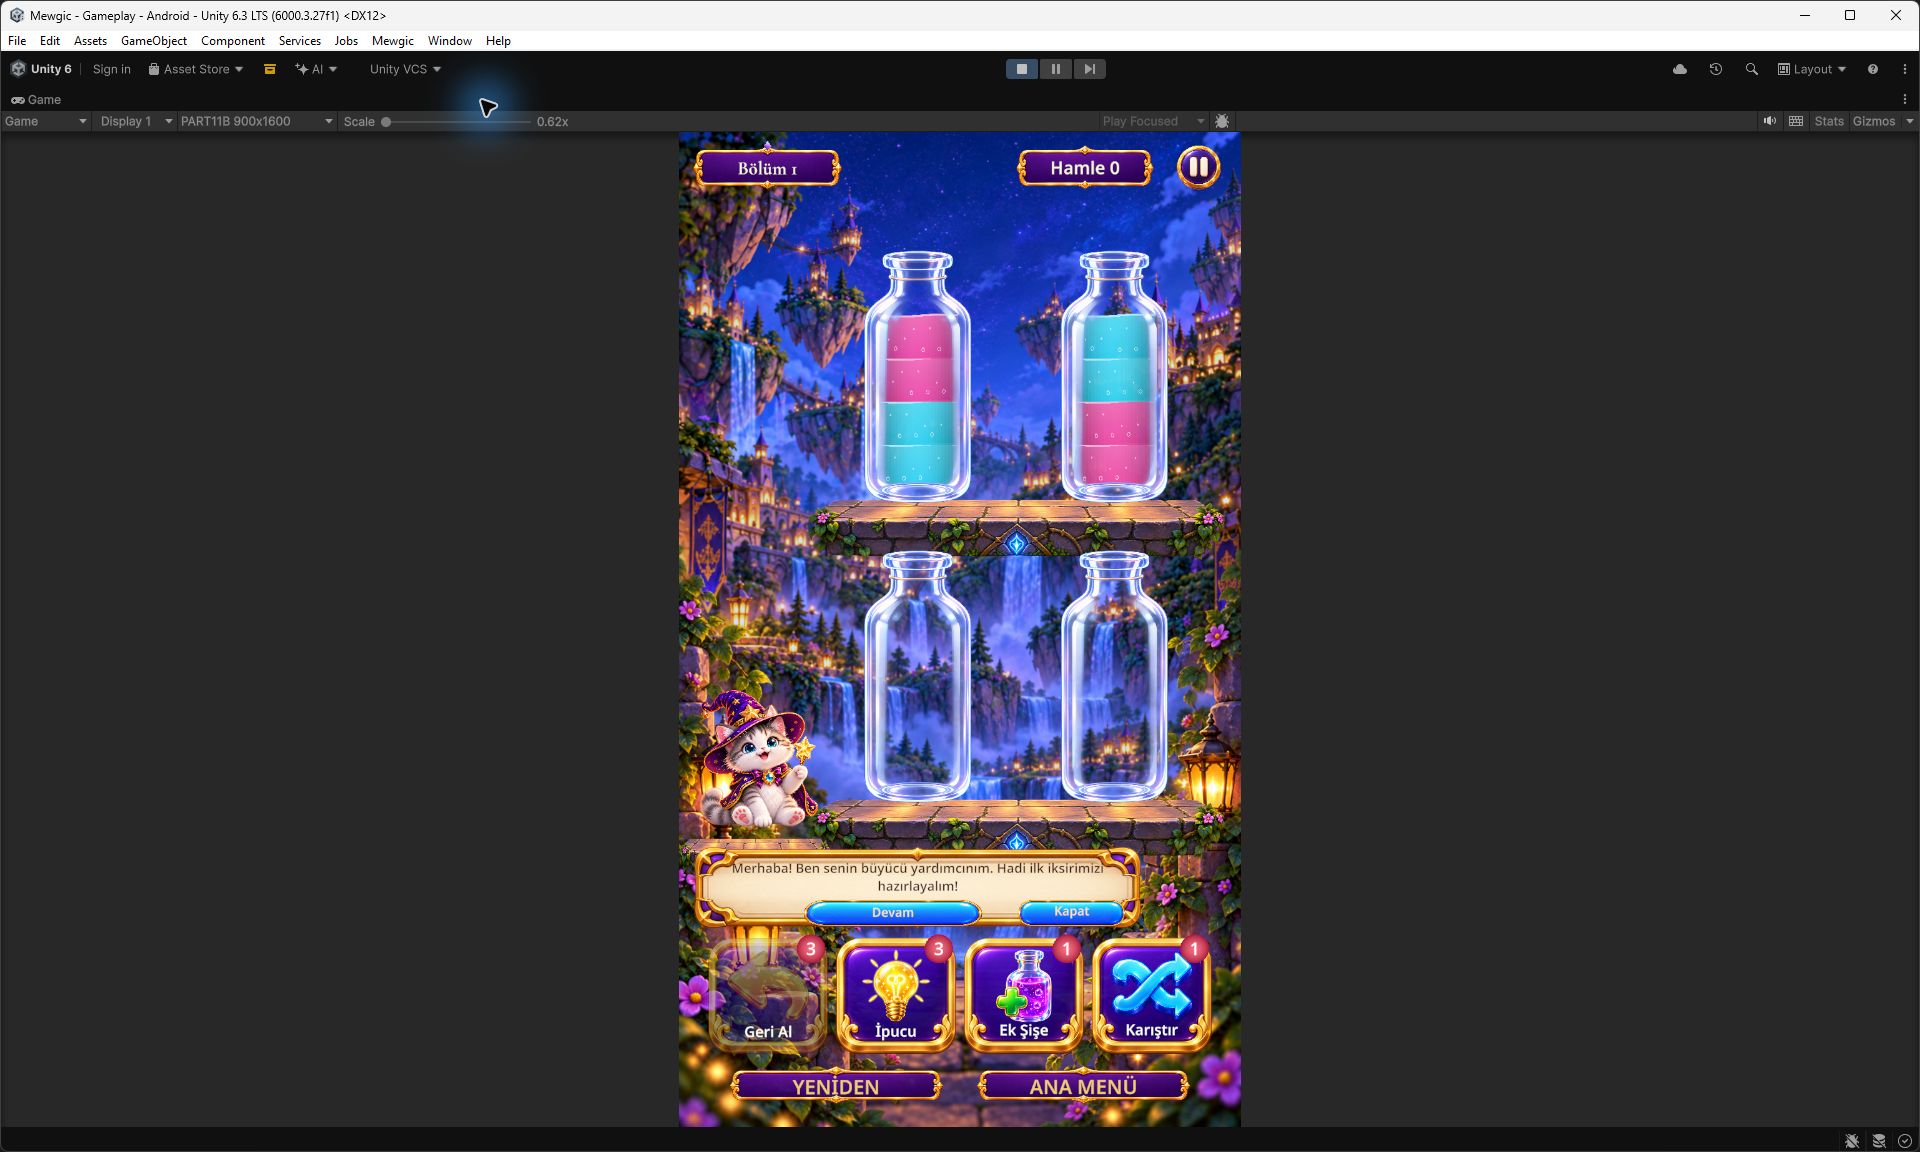 Mewgic - Gameplay - Android - Unity 6.3 LTS (6000.3.27f1) <DX12>
File Edit Assets GameObject Component Services Jobs Mewgic Window Help
Unity 6 Sign in Asset Store AI Unity VCS Layout
Game
Game Display 1 PART11B 900x1600 Scale 0.62x Play Focused Stats Gizmos
Bölüm 1 Hamle 0
Merhaba! Ben senin büyücü yardımcınım. Hadi ilk iksirimizi
hazırlayalım!
Devam Kapat
3 3 1 1
Geri Al İpucu Ek Şişe Karıştır
YENİDEN ANA MENÜ